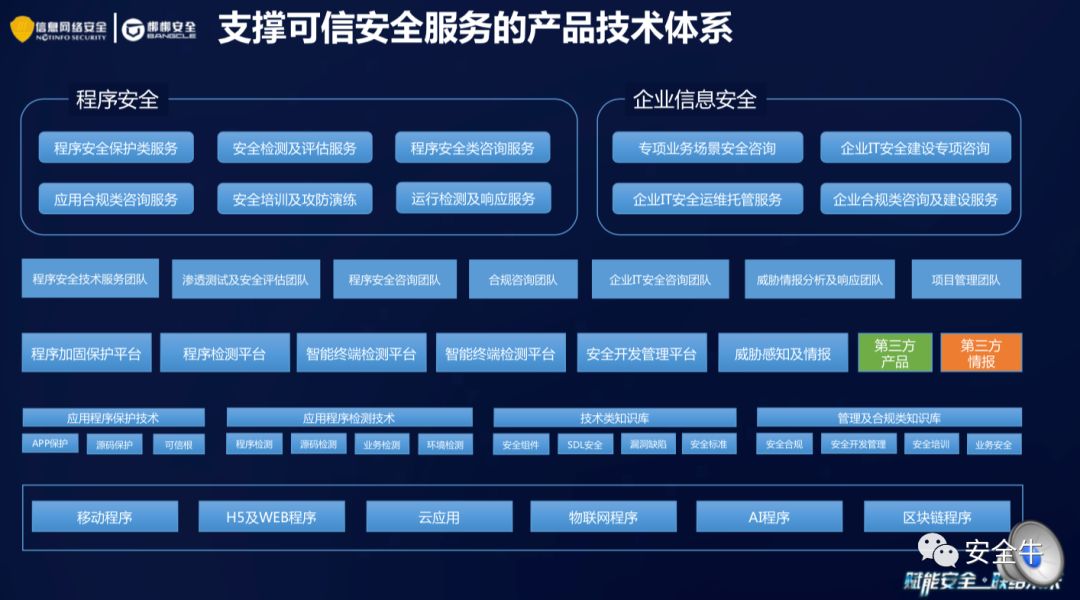 信息网络安全
NETINFO SECURITY
梆梆安全
BANGCLE
支撑可信安全服务的产品技术体系
程序安全
企业信息安全
程序安全保护类服务
安全检测及评估服务
程序安全类咨询服务
专项业务场景安全咨询
企业IT安全建设专项咨询
应用合规类咨询服务
安全培训及攻防演练
运行检测及响应服务
企业IT安全运维托管服务
企业合规类咨询及建设服务
程序安全技术服务团队
渗透测试及安全评估团队
程序安全咨询团队
合规咨询团队
企业IT安全咨询团队
威胁情报分析及响应团队
项目管理团队
程序加固保护平台
程序检测平台
智能终端检测平台
智能终端检测平台
安全开发管理平台
威胁感知及情报
第三方
产品
第三方
情报
应用程序保护技术
应用程序检测技术
技术类知识库
管理及合规类知识库
APP保护
源码保护
可信根
程序检测
源码检测
业务检测
环境检测
安全组件
SDL安全
漏洞缺陷
安全标准
安全合规
安全开发管理
安全培训
业务安全
移动程序
H5及WEB程序
云应用
物联网程序
AI程序
区块链程序
安全牛
赋能安全·联结未来